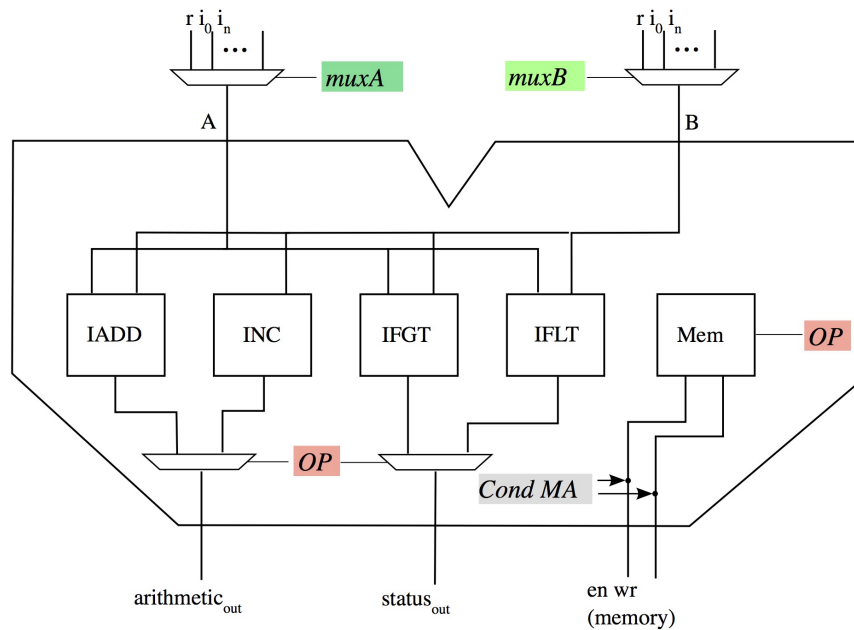 r i0 in
r i0 in
...
...
muxA
muxB
A
B
IADD
INC
IFGT
IFLT
Mem
OP
OP
Cond MA
arithmeticout
statusout
en wr
(memory)